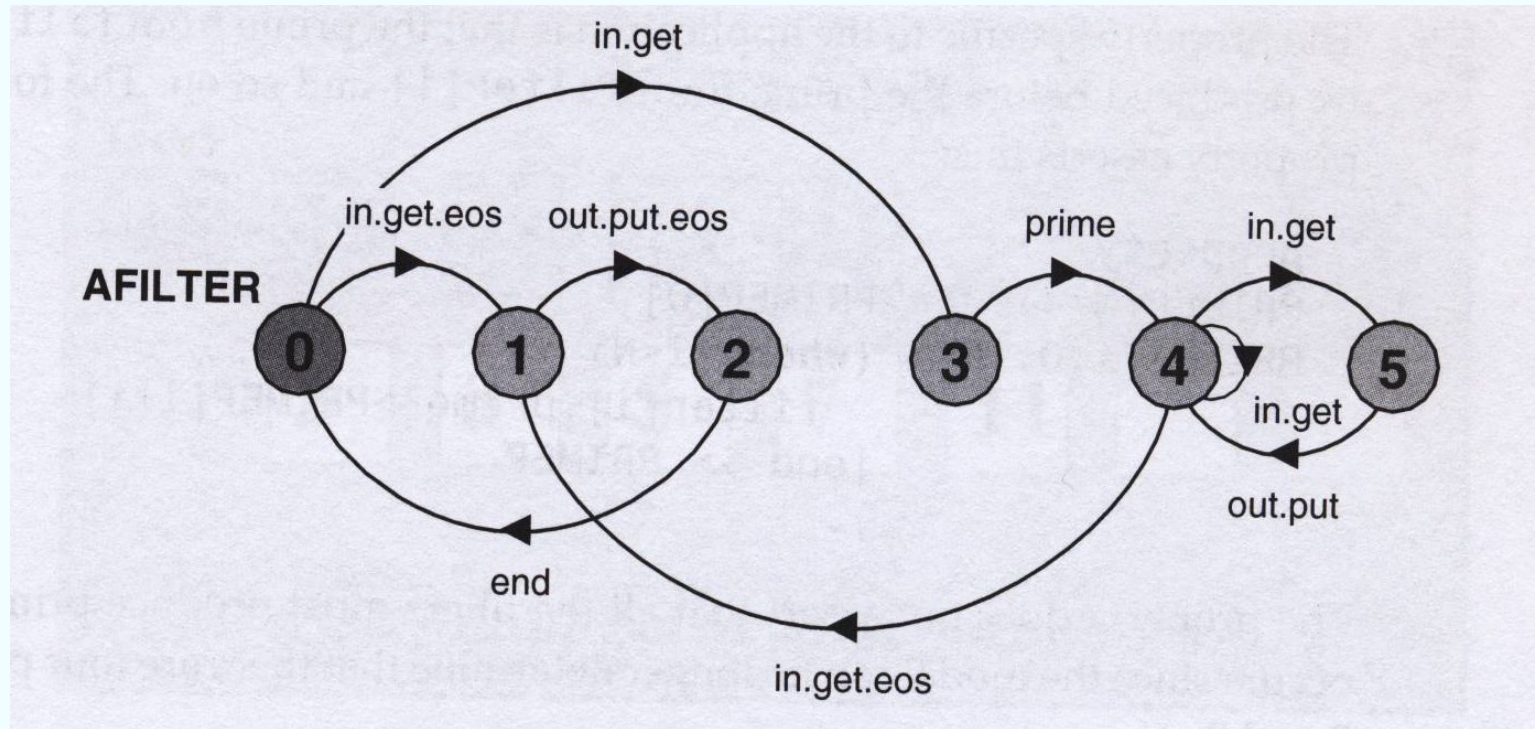 in.get
in.get.eos out.put.eos
prime in.get
AFILTER
0 1 2 3 4 5
in.get
out.put
end
in.get.eos